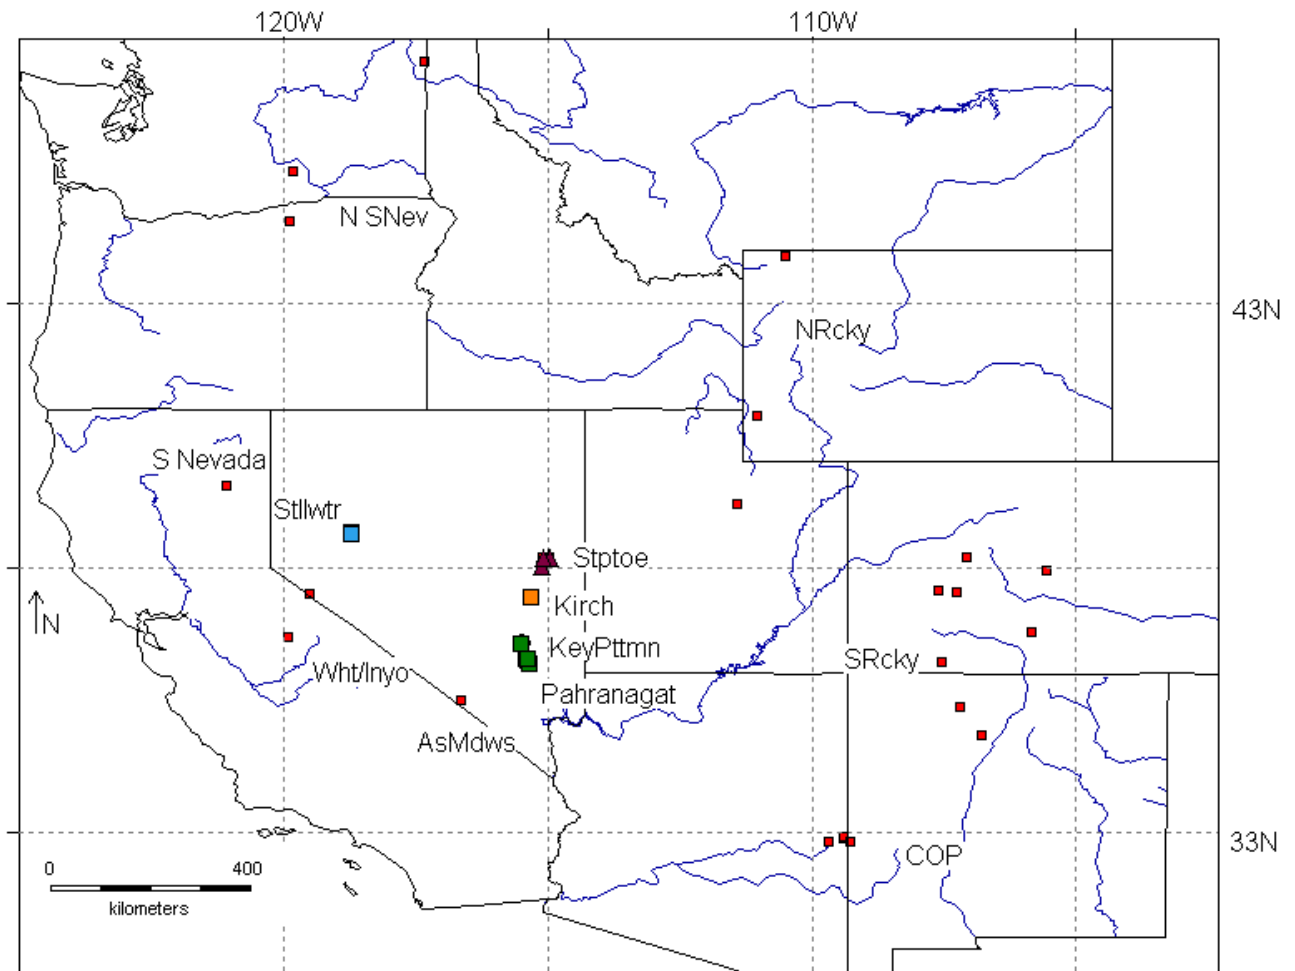 120W
110W
N SNev
43N
NRcky
S Nevada
Stllwtr
Stptoe
Kirch
N
KeyPttmn
SRcky
Wht/Inyo
Pahranagat
AsMdws
33N
COP
0 400
kilometers